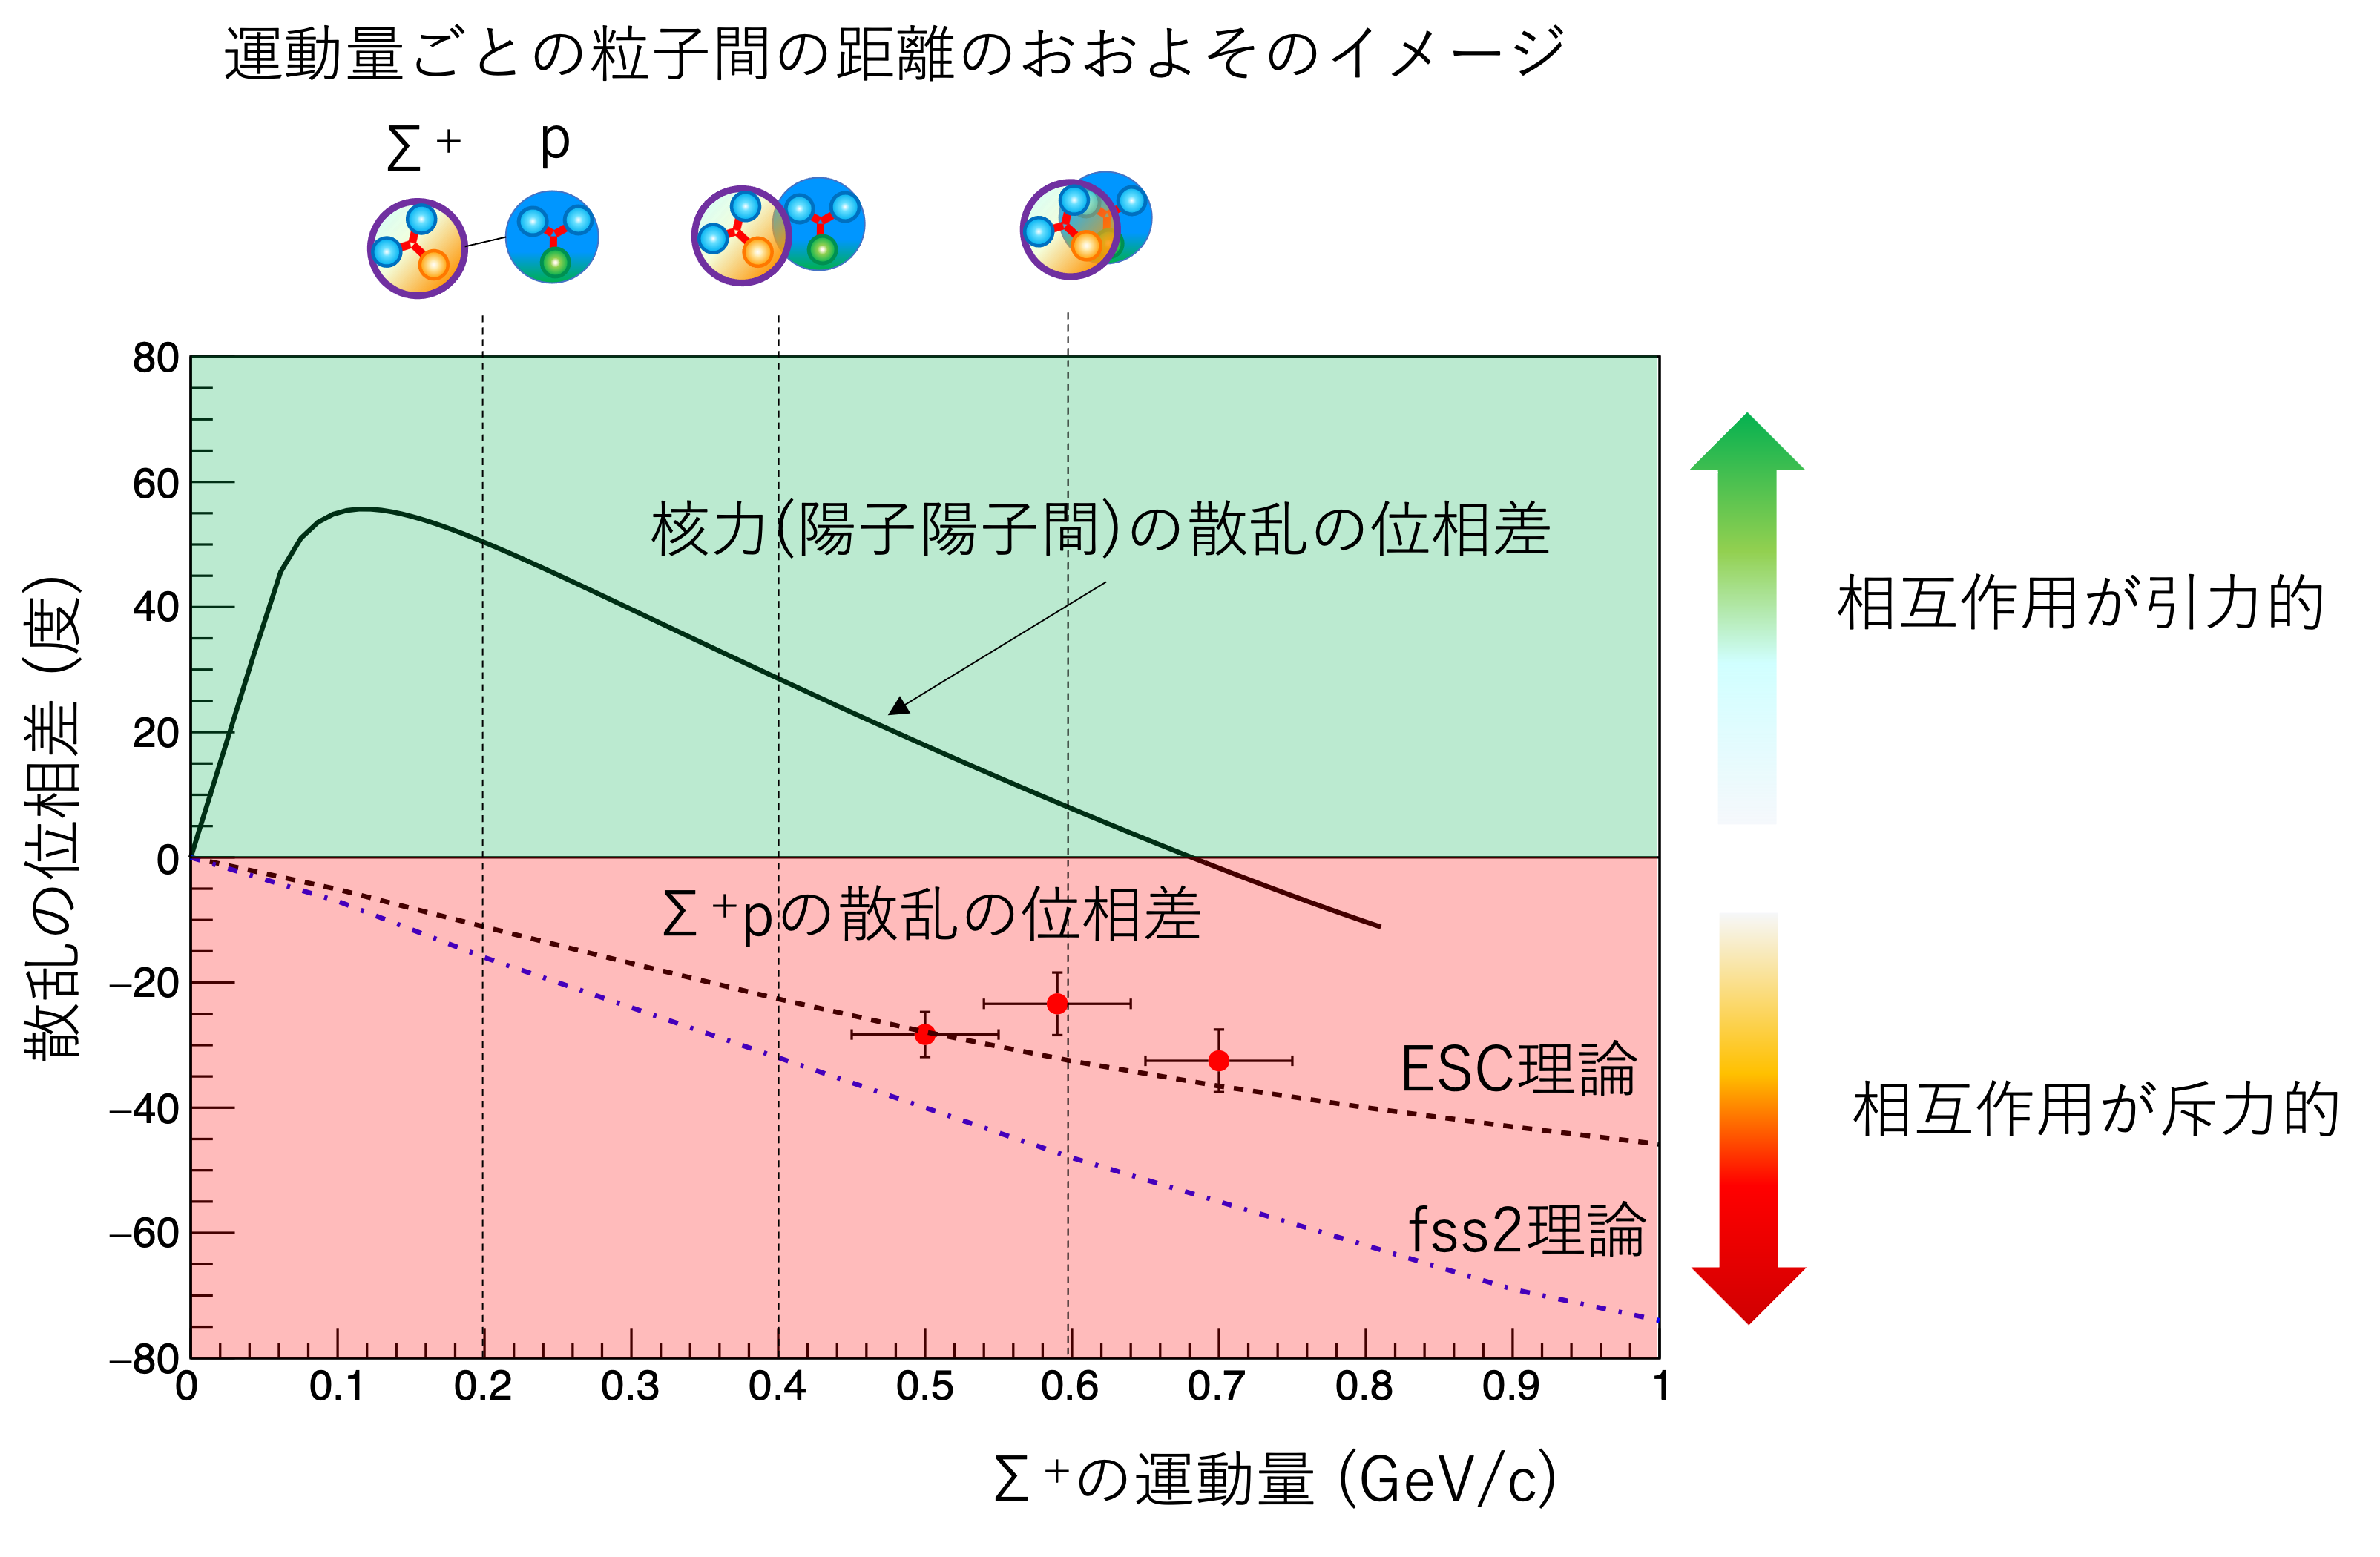 運動量ごとの粒子間の距離のおおよそのイメージ
Σ⁺ p
80
60
40
20
0
−20
−40
−60
−80
散乱の位相差 (度)
核力(陽子陽子間)の散乱の位相差
Σ⁺pの散乱の位相差
ESC理論
fss2理論
相互作用が引力的
相互作用が斥力的
0 0.1 0.2 0.3 0.4 0.5 0.6 0.7 0.8 0.9 1
Σ⁺の運動量 (GeV/c)